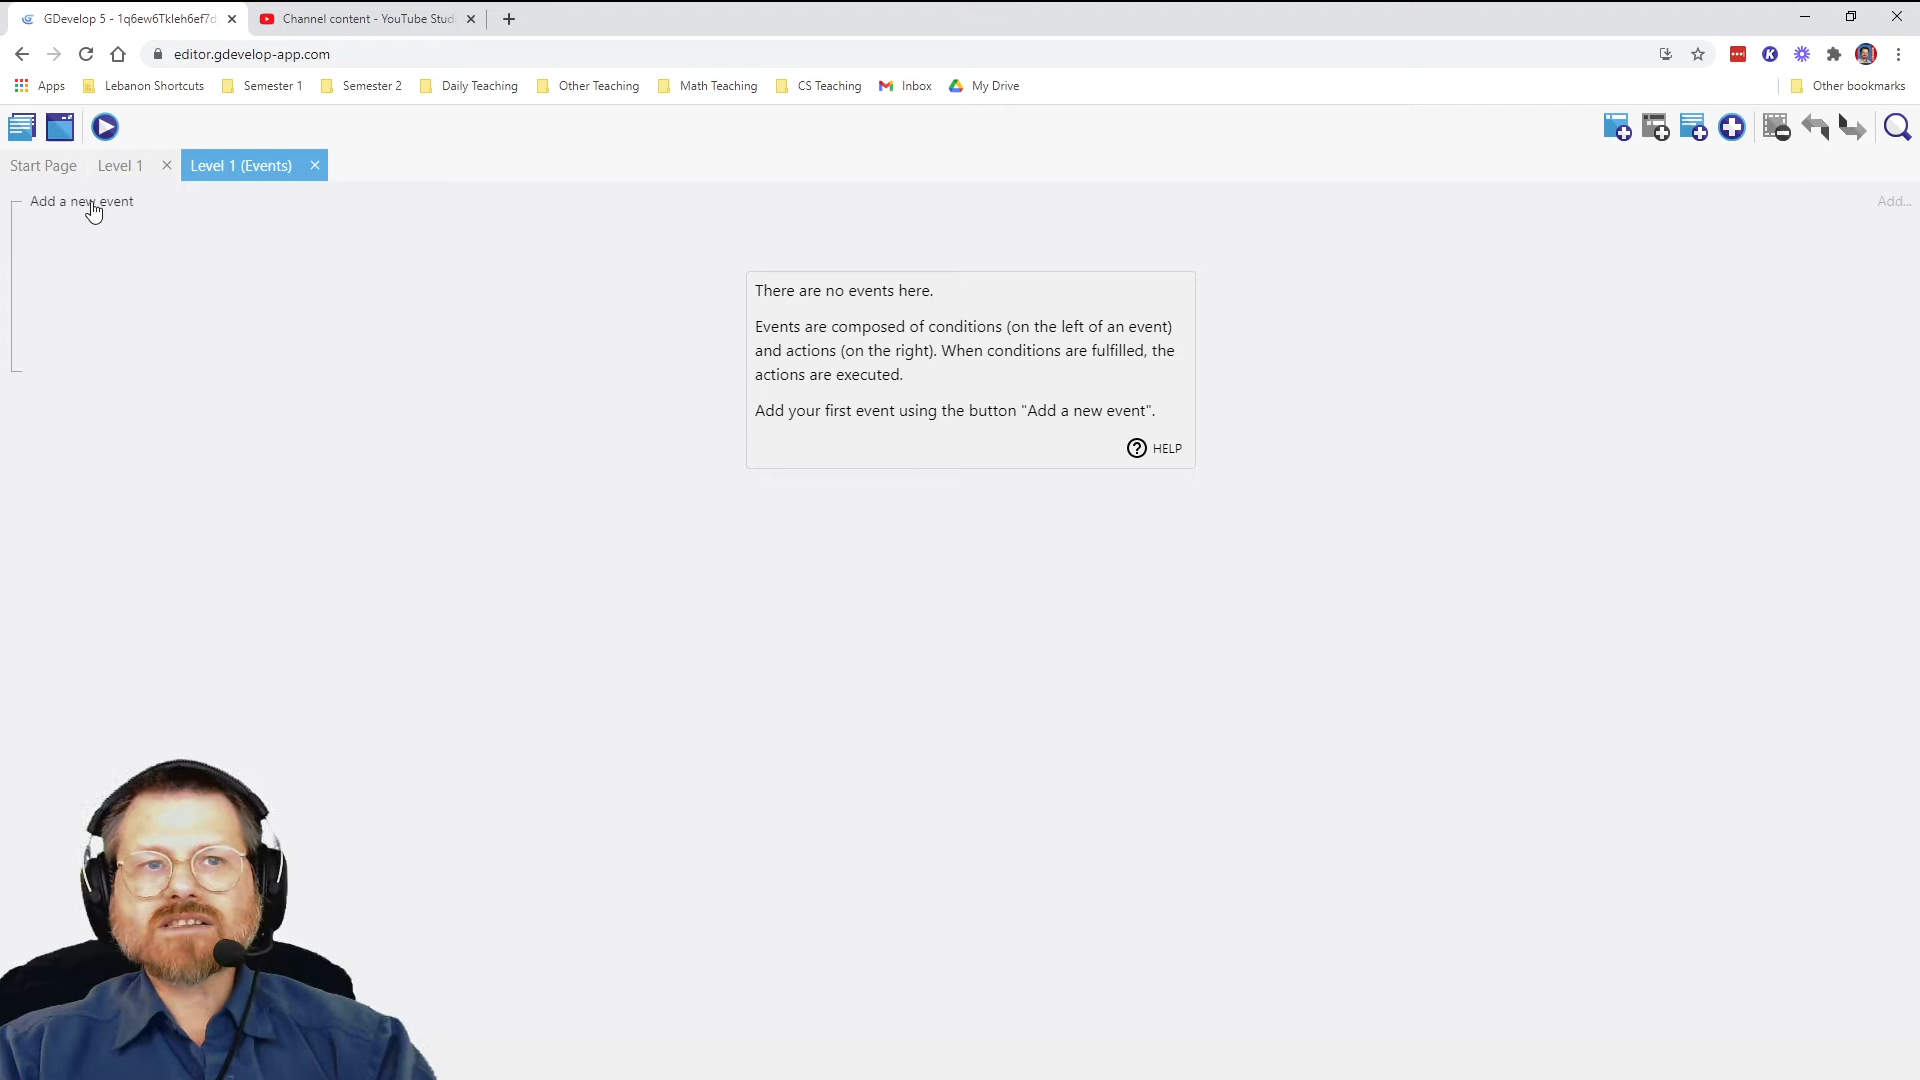 GDevelop 5 - 1q6ew6Tkleh6ef7d
Channel content - YouTube Stud
editor.gdevelop-app.com
Apps
Lebanon Shortcuts
Semester 1
Semester 2
Daily Teaching
Other Teaching
Math Teaching
CS Teaching
Inbox
My Drive
Other bookmarks
Start Page
Level 1
Level 1 (Events)
Add a new event
Add...
There are no events here.
Events are composed of conditions (on the left of an event)
and actions (on the right). When conditions are fulfilled, the
actions are executed.
Add your first event using the button "Add a new event".
HELP